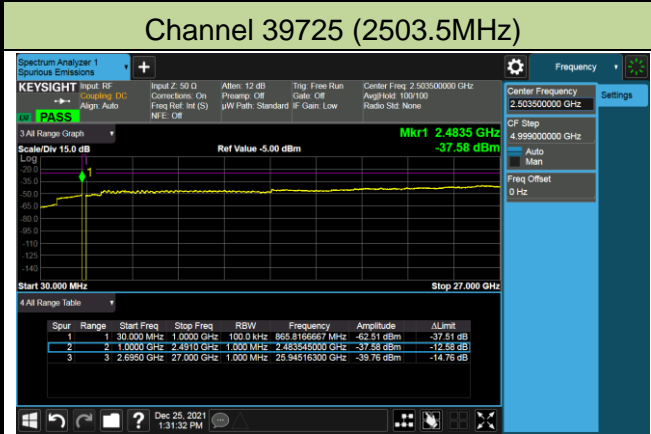 Channel 39725 (2503.5MHz)
Spectrum Analyzer 1
Spurious Emissions
+
Frequency
KEYSIGHT Input: RF Input Z: 50 Ω Atten: 12 dB Trig: Free Run Center Freq: 2.503500000 GHz
Coupling: DC Corrections: On Preamp: Off Gate: Off Avg|Hold: 100/100
Align: Auto Freq Ref: Int (S) µW Path: Standard IF Gain: Low Radio Std: None
NFE: Off
PASS
Center Frequency
2.503500000 GHz
Settings
CF Step
4.999000000 GHz
Auto
Man
Freq Offset
0 Hz
3 All Range Graph
Mkr1 2.4835 GHz
Scale/Div 15.0 dB Ref Value -5.00 dBm -37.58 dBm
Log
-20.0
-35.0
-50.0
-65.0
-80.0
-95.0
-110
-125
-140
1
Start 30.000 MHz Stop 27.000 GHz
4 All Range Table
Spur Range Start Freq Stop Freq RBW Frequency Amplitude ΔLimit
1 1 30.000 MHz 1.0000 GHz 100.0 kHz 865.8166667 MHz -62.51 dBm -37.51 dB
2 2 1.0000 GHz 2.4910 GHz 1.000 MHz 2.483545000 GHz -37.58 dBm -12.58 dB
3 3 2.6950 GHz 27.000 GHz 1.000 MHz 25.94516300 GHz -39.76 dBm -14.76 dB
? Dec 25, 2021
1:31:32 PM